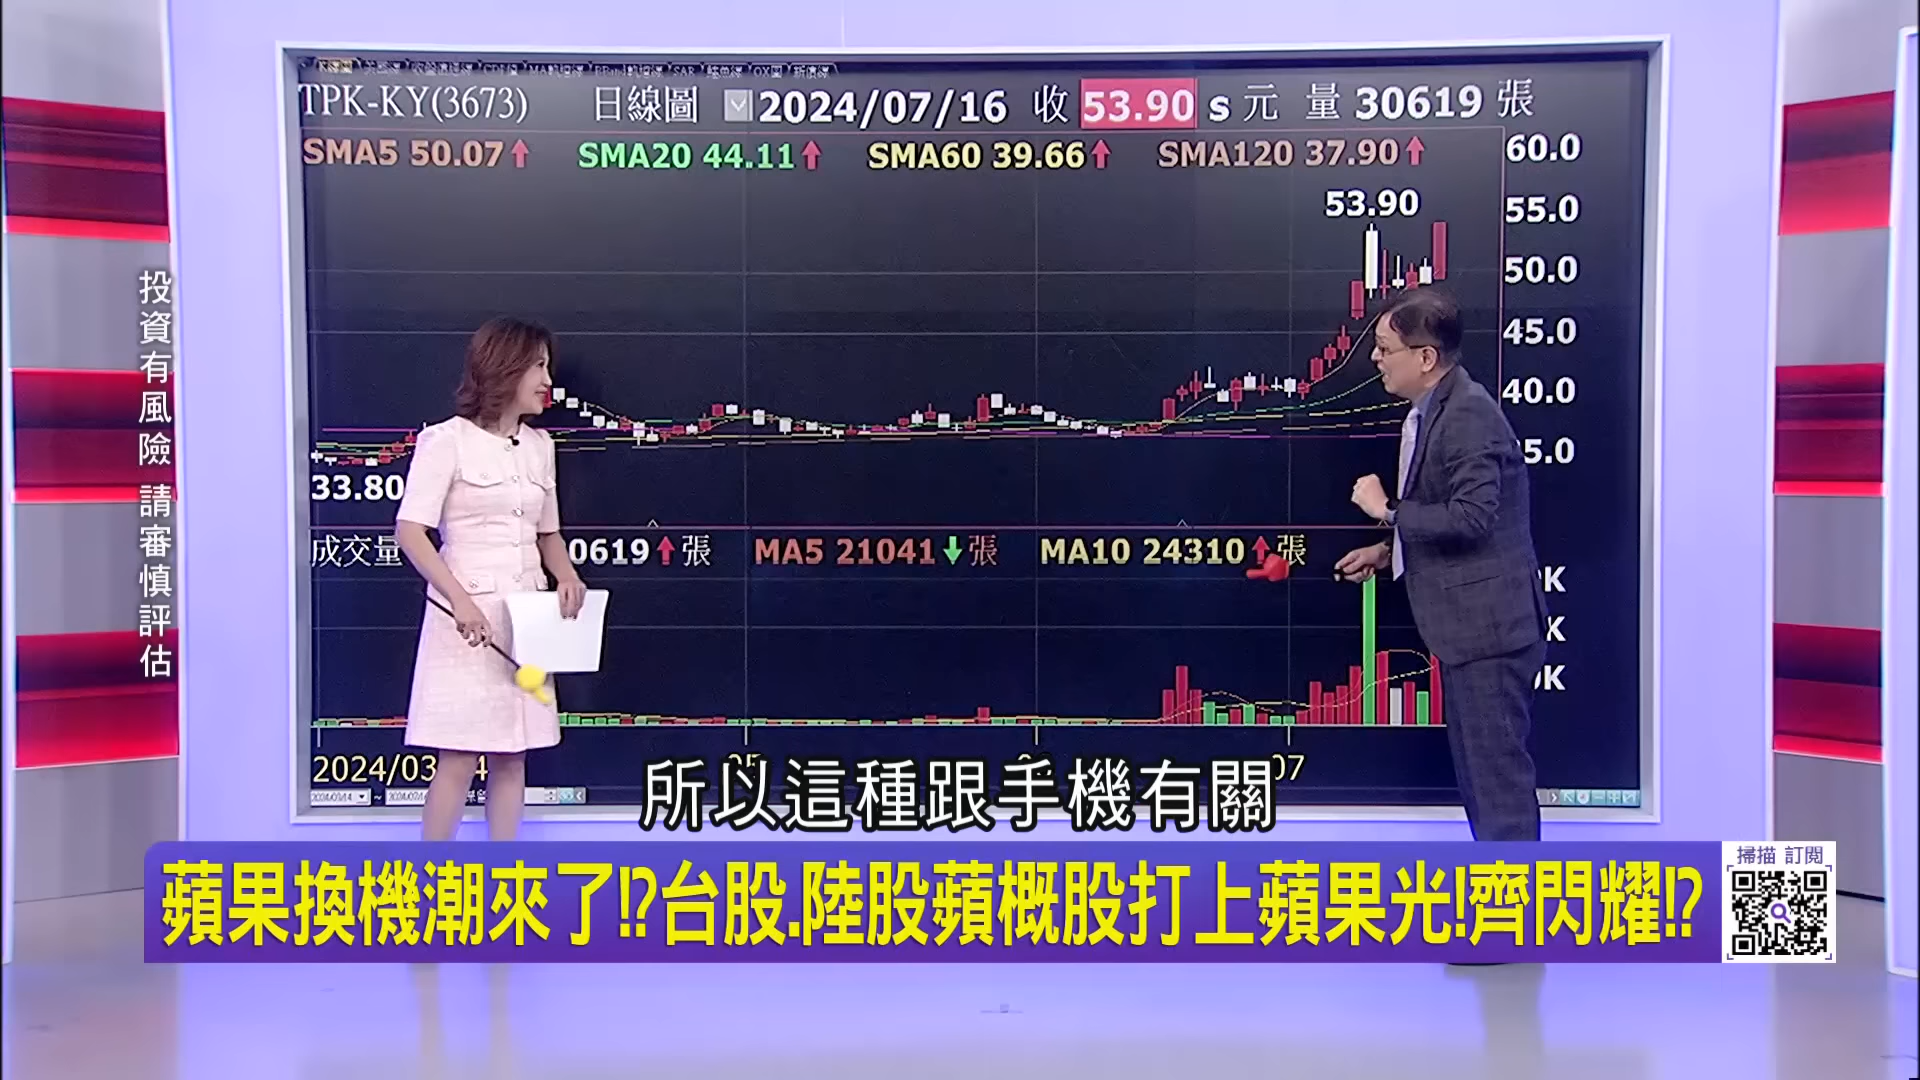 TPK-KY(3673) 日線圖 2024/07/16 收 53.90 s 元 量 30619 張
SMA5 50.07 SMA20 44.11 SMA60 39.66 SMA120 37.90
60.0
53.90
55.0
50.0
45.0
40.0
5.0
33.80
成交量 0619 張 MA5 21041 張 MA10 24310 張
K
K
K
2024/03 4 07
投資有風險 請審慎評估
所以這種跟手機有關
蘋果換機潮來了!?台股.陸股蘋概股打上蘋果光!齊閃耀!?
掃描 訂閱